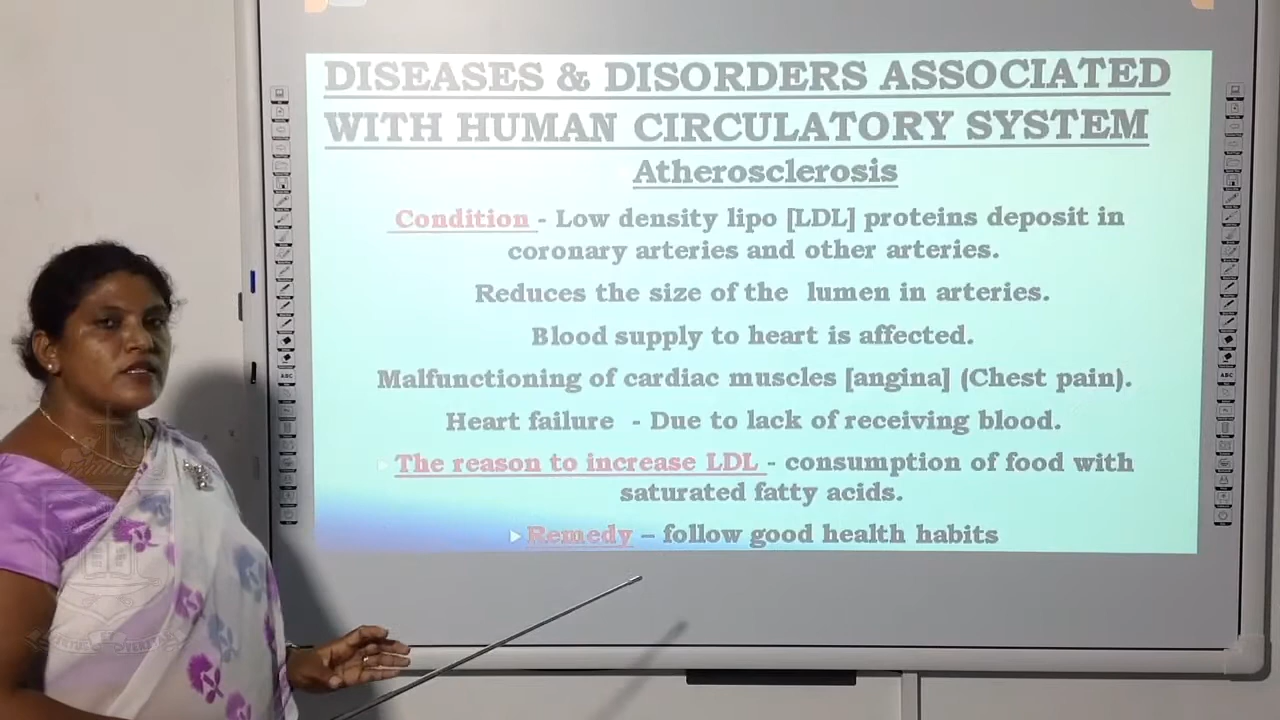 DISEASES & DISORDERS ASSOCIATED
WITH HUMAN CIRCULATORY SYSTEM
Atherosclerosis
Condition - Low density lipo [LDL] proteins deposit in
coronary arteries and other arteries.
Reduces the size of the lumen in arteries.
Blood supply to heart is affected.
Malfunctioning of cardiac muscles [angina] (Chest pain).
Heart failure - Due to lack of receiving blood.
The reason to increase LDL - consumption of food with
saturated fatty acids.
Remedy – follow good health habits
ABC
ABC